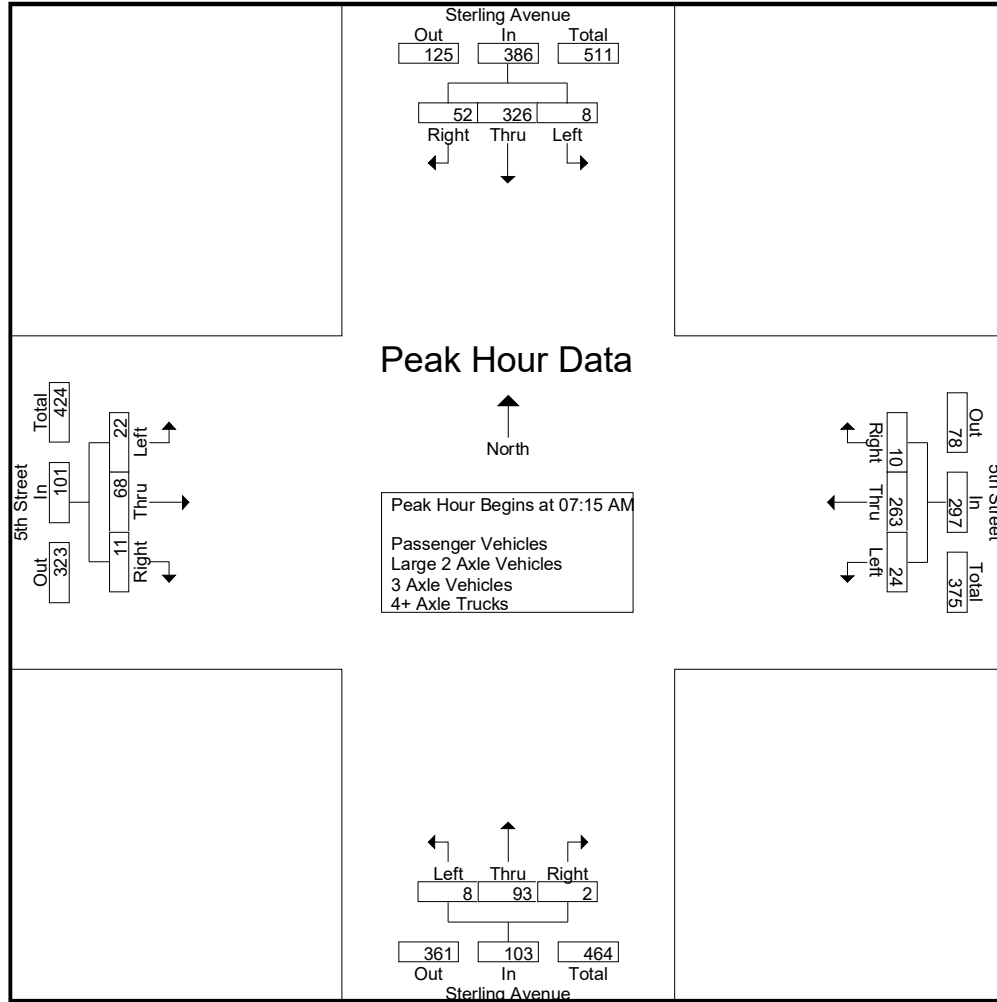 Sterling Avenue
Out In Total
125 386 511
52 326 8
Right Thru Left
Peak Hour Data
North
Peak Hour Begins at 07:15 AM
Passenger Vehicles
Large 2 Axle Vehicles
3 Axle Vehicles
4+ Axle Trucks
5th Street
Total In Out
424 101 323
22 68 11
Left Thru Right
Right Thru Left
10 263 24
78 297 375
Out In Total
5th Street
Left Thru Right
8 93 2
361 103 464
Out In Total
Sterling Avenue